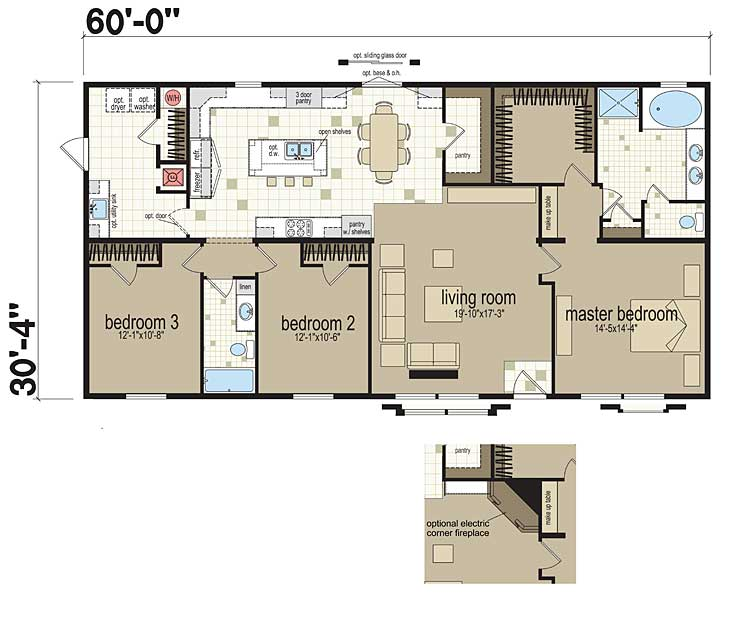 60'-0"
opt. sliding glass door
opt. base & o.h.
opt. dryer
opt. washer
W/H
3 door
pantry
open shelves
opt.
d.w.
refr.
freezer
pantry
opt. utility sink
opt. door
pantry
w/ shelves
make up table
linen
30'-4"
bedroom 3
12'-1"x10'-8"
bedroom 2
12'-1"x10'-6"
living room
19'-10"x17'-3"
master bedroom
14'-5x14'-4"
pantry
make up table
optional electric
corner fireplace